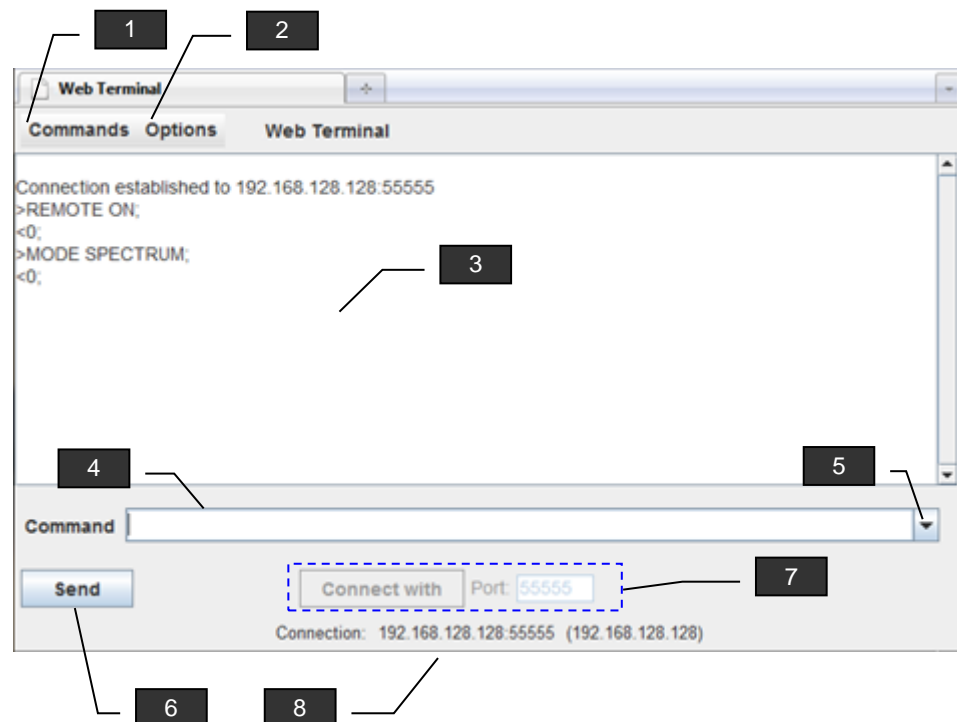 1 2
Web Terminal
Commands Options Web Terminal
Connection established to 192.168.128.128:55555
>REMOTE ON;
<0;
>MODE SPECTRUM;
<0;
3
4 5
Command
Send Connect with Port: 55555 7
Connection: 192.168.128.128:55555 (192.168.128.128)
6 8